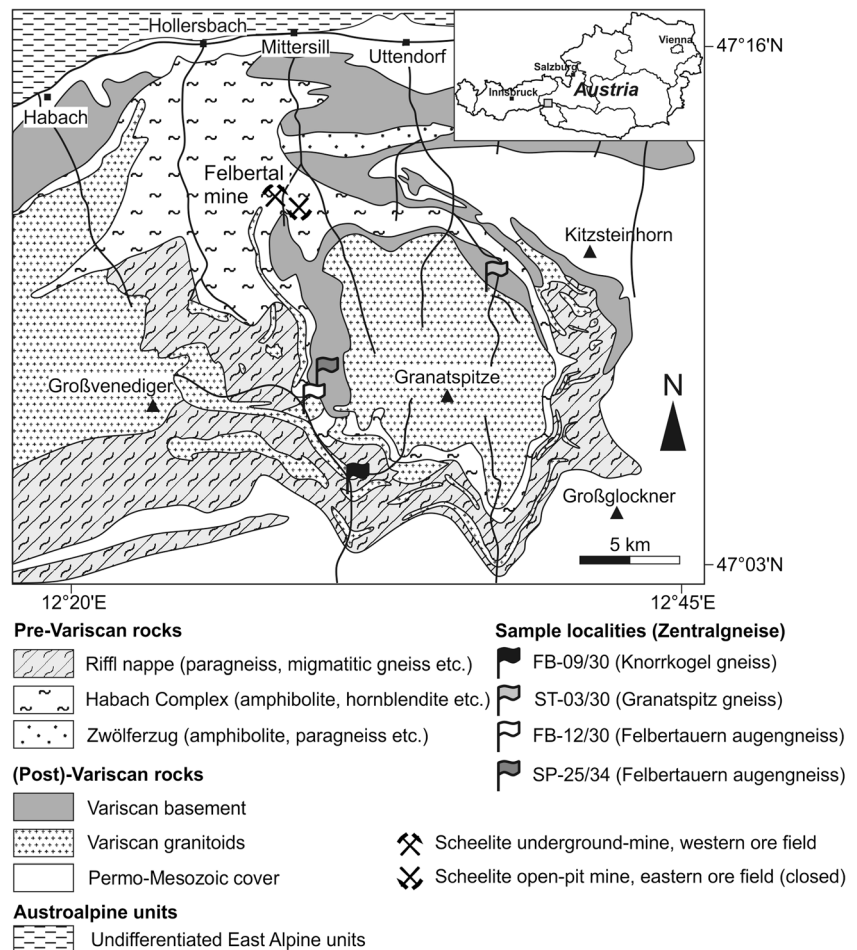 Hollersbach
Mittersill
Uttendorf
Habach
Vienna
Salzburg
Innsbruck
Austria
47°16'N
Felbertal
mine
Kitzsteinhorn
Großvenediger
Granatspitze
N
Großglockner
5 km
47°03'N
12°20'E
12°45'E
Pre-Variscan rocks
Riffl nappe (paragneiss, migmatitic gneiss etc.)
Habach Complex (amphibolite, hornblendite etc.)
Zwölferzug (amphibolite, paragneiss etc.)
(Post)-Variscan rocks
Variscan basement
Variscan granitoids
Permo-Mesozoic cover
Austroalpine units
Undifferentiated East Alpine units
Sample localities (Zentralgneise)
FB-09/30 (Knorrkogel gneiss)
ST-03/30 (Granatspitz gneiss)
FB-12/30 (Felbertauern augengneiss)
SP-25/34 (Felbertauern augengneiss)
Scheelite underground-mine, western ore field
Scheelite open-pit mine, eastern ore field (closed)